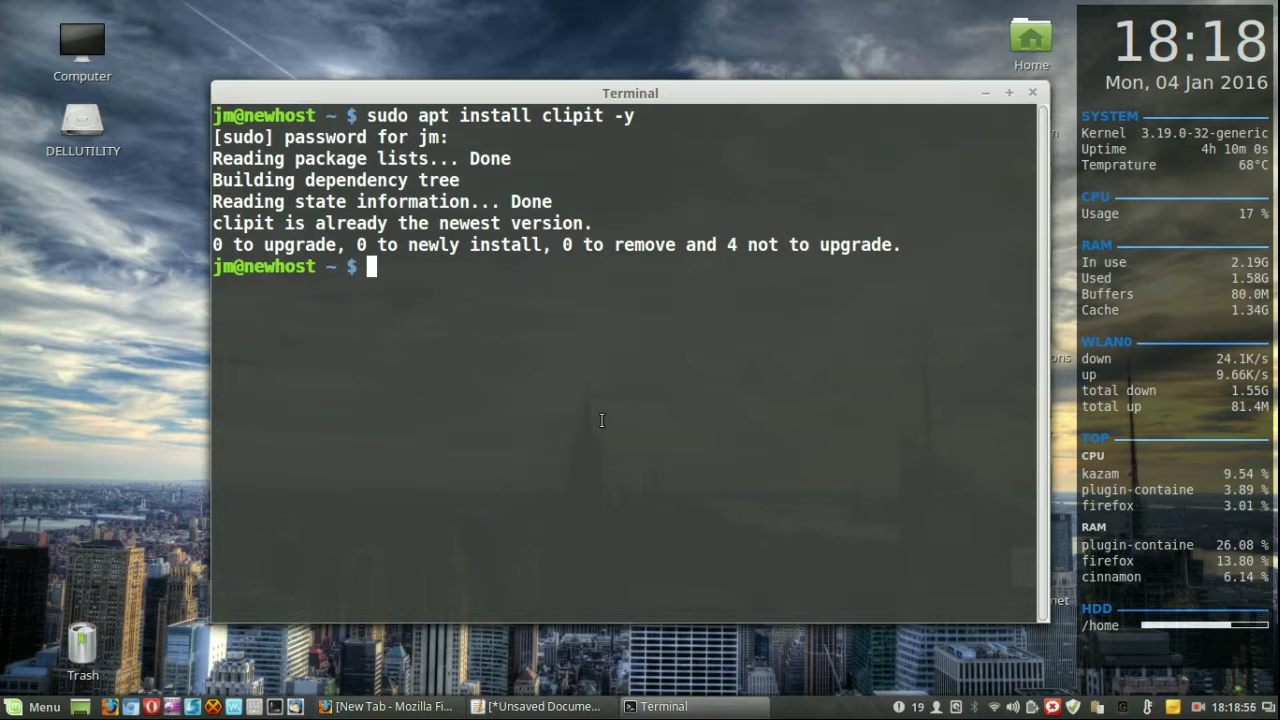 Computer
DELLUTILITY
Home
Terminal
jm@newhost ~ $ sudo apt install clipit -y
[sudo] password for jm:
Reading package lists... Done
Building dependency tree
Reading state information... Done
clipit is already the newest version.
0 to upgrade, 0 to newly install, 0 to remove and 4 not to upgrade.
jm@newhost ~ $
Trash
18:18
Mon, 04 Jan 2016
SYSTEM
Kernel 3.19.0-32-generic
Uptime 4h 10m 0s
Temprature 68°C
CPU
Usage 17 %
RAM
In use 2.19G
Used 1.58G
Buffers 80.0M
Cache 1.34G
WLAN0
down 24.1K/s
up 9.66K/s
total down 1.55G
total up 81.4M
TOP
CPU
kazam 9.54 %
plugin-containe 3.89 %
firefox 3.01 %
RAM
plugin-containe 26.08 %
firefox 13.80 %
cinnamon 6.14 %
HDD
/home
Menu [New Tab - Mozilla Fi... [*Unsaved Docume... Terminal 19 18:18:55